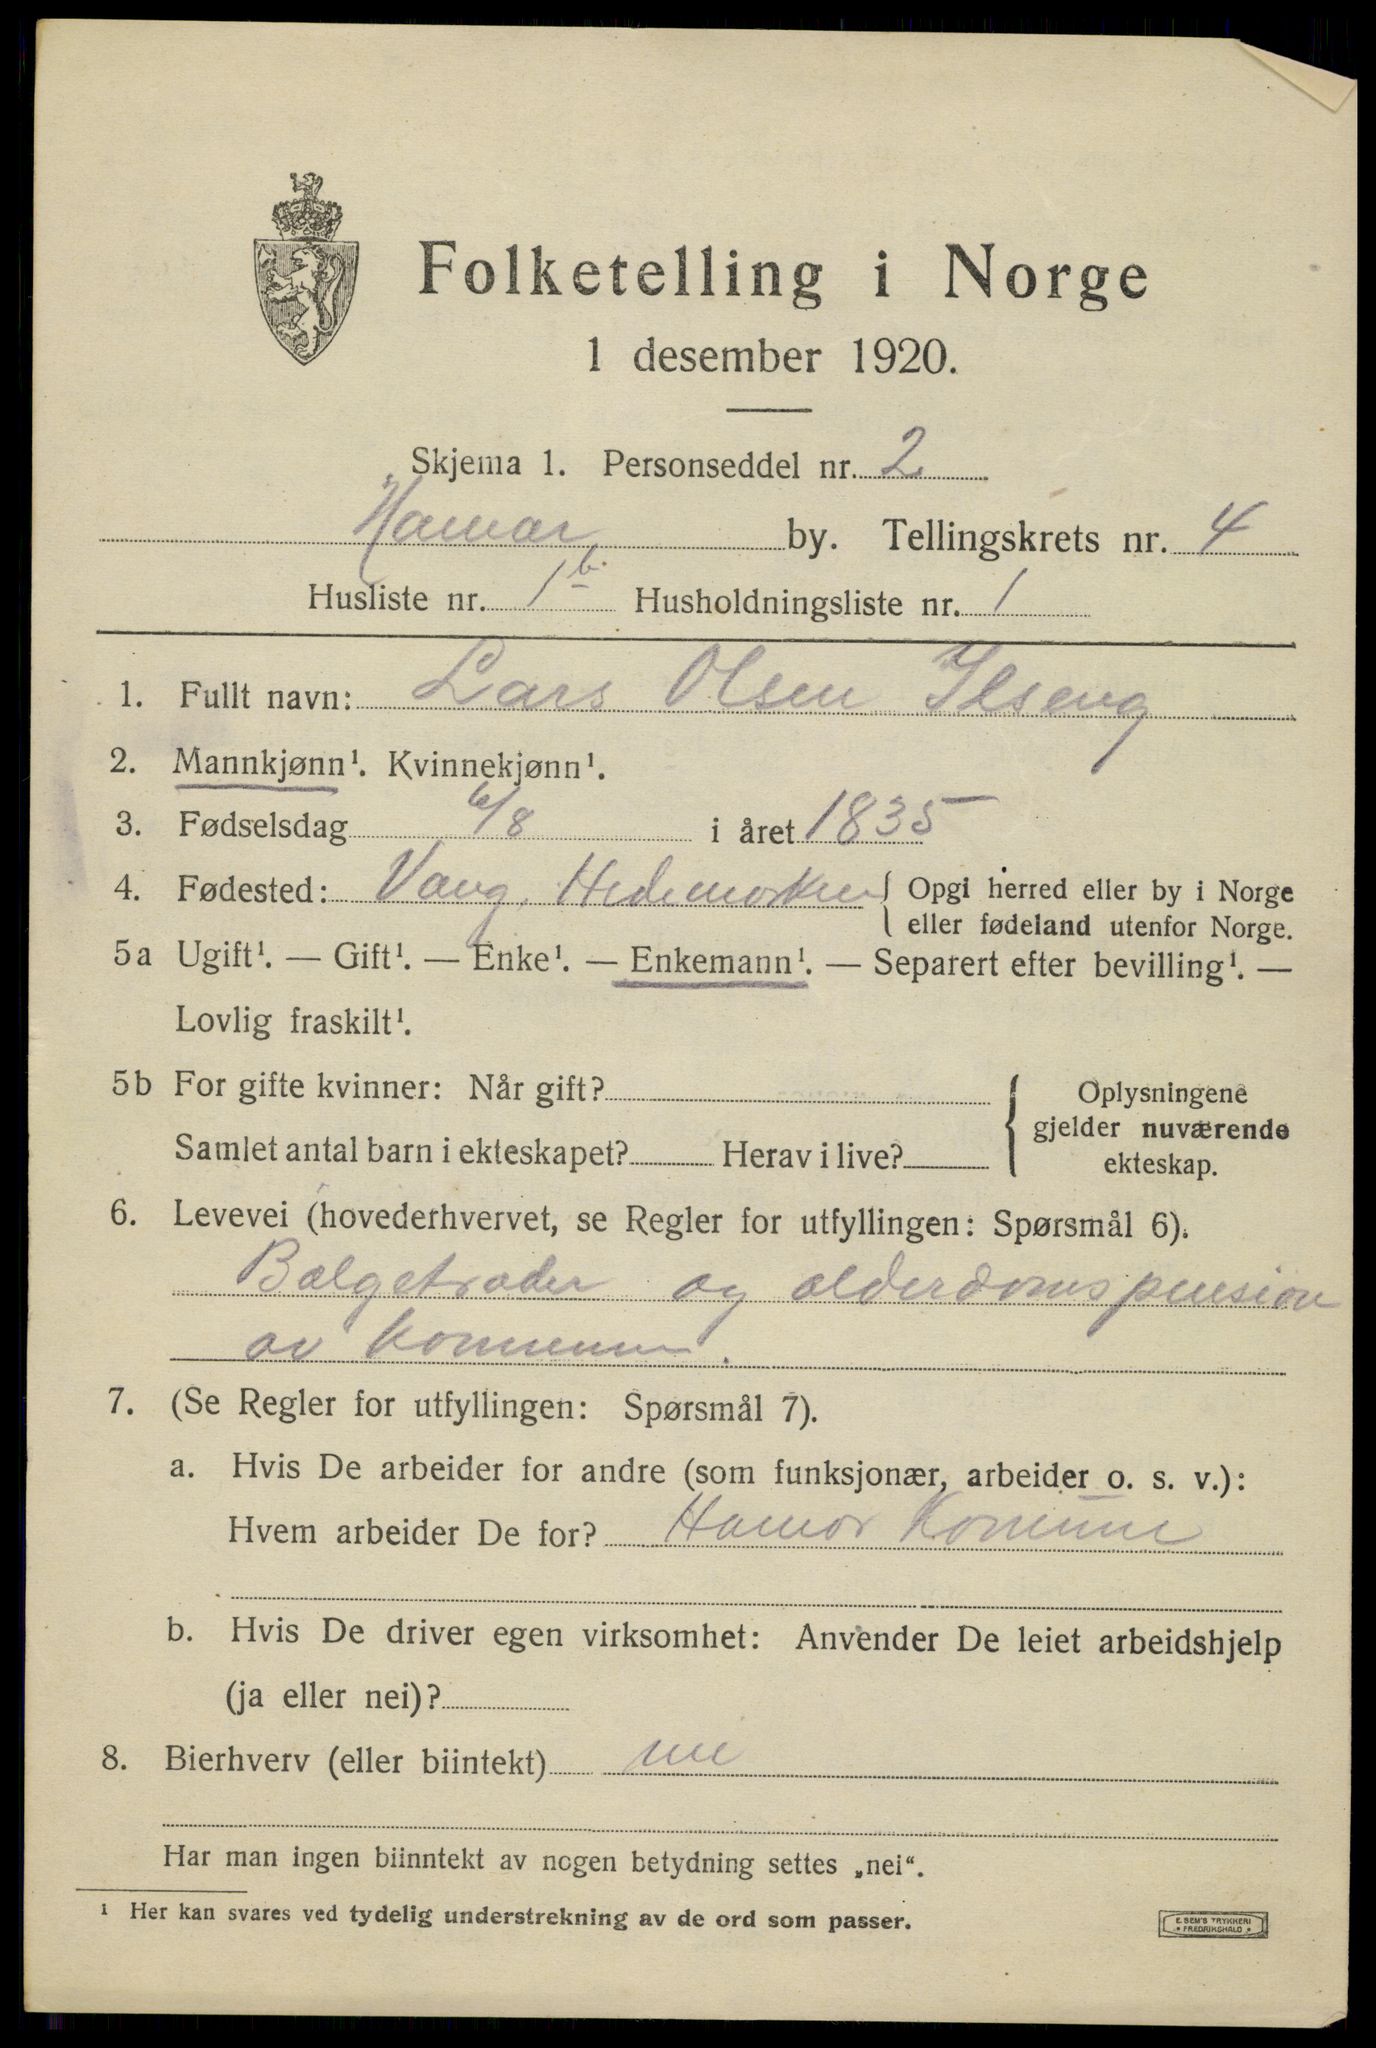 Folketelling i Norge
1 desember 1920.
Skjema 1. Personseddel nr. 2
Hamar by. Tellingskrets nr. 4
Husliste nr. 1b. Husholdningsliste nr. 1
1. Fullt navn: Lars Olsen Ilseng
2. Mannkjønn¹. Kvinnekjønn¹.
3. Fødselsdag 6/8 i året 1835
4. Fødested: Vang, Hedemarken { Opgi herred eller by i Norge
eller fødeland utenfor Norge.
5a Ugift¹. — Gift¹. — Enke¹. — Enkemann¹. — Separert efter bevilling¹. —
Lovlig fraskilt¹.
5b For gifte kvinner: Når gift? { Oplysningene
gjelder nuværende
Samlet antal barn i ekteskapet? Herav i live?
ekteskap.
6. Levevei (hovederhvervet, se Regler for utfyllingen: Spørsmål 6).
Balgetræder og alderdomspension
av kommunen.
7. (Se Regler for utfyllingen: Spørsmål 7).
a. Hvis De arbeider for andre (som funksjonær, arbeider o. s. v.):
Hvem arbeider De for? Hamar Komune
b. Hvis De driver egen virksomhet: Anvender De leiet arbeidshjelp
(ja eller nei)?
8. Bierhverv (eller biintekt) nei
Har man ingen biinntekt av nogen betydning settes „nei“.
¹ Her kan svares ved tydelig understrekning av de ord som passer.
E. SEM'S TRYKKERI
FREDRIKSHALD